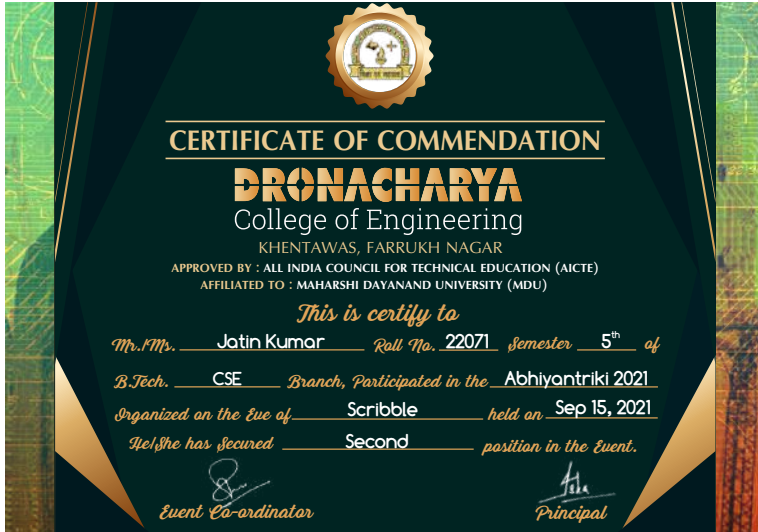 CERTIFICATE OF COMMENDATION
DRONACHARYA
College of Engineering
KHENTAWAS, FARRUKH NAGAR
APPROVED BY : ALL INDIA COUNCIL FOR TECHNICAL EDUCATION (AICTE)
AFFILIATED TO : MAHARSHI DAYANAND UNIVERSITY (MDU)
This is certify to
Mr./Ms. Jatin Kumar Roll No. 22071 Semester 5th of
B.Tech. CSE Branch, Participated in the Abhiyantriki 2021
Organized on the Eve of Scribble held on Sep 15, 2021
He/She has Secured Second position in the Event.
Event Co-ordinator Principal